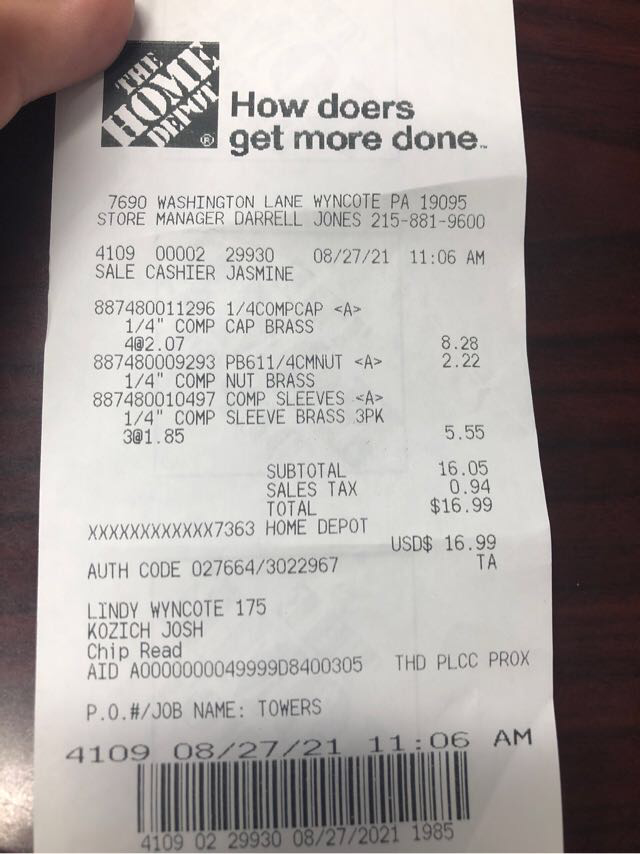 THE
HOME
DEPOT
®
How doers
get more done™
7690 WASHINGTON LANE WYNCOTE PA 19095
STORE MANAGER DARRELL JONES 215-881-9600
4109 00002 29930 08/27/21 11:06 AM
SALE CASHIER JASMINE
887480011296 1/4COMPCAP <A>
1/4" COMP CAP BRASS
4@2.07 8.28
887480009293 PB611/4CMNUT <A> 2.22
1/4" COMP NUT BRASS
887480010497 COMP SLEEVES <A>
1/4" COMP SLEEVE BRASS 3PK
3@1.85 5.55
SUBTOTAL 16.05
SALES TAX 0.94
TOTAL $16.99
XXXXXXXXXXXX7363 HOME DEPOT
USD$ 16.99
AUTH CODE 027664/3022967 TA
LINDY WYNCOTE 175
KOZICH JOSH
Chip Read
AID A0000000049999D8400305 THD PLCC PROX
P.O.#/JOB NAME: TOWERS
4109 08/27/21 11:06 AM
4109 02 29930 08/27/2021 1985